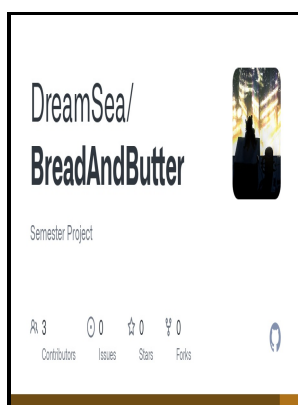 DreamSea/
BreadAndButter
Semester Project
3 0 0 0
Contributors Issues Stars Forks